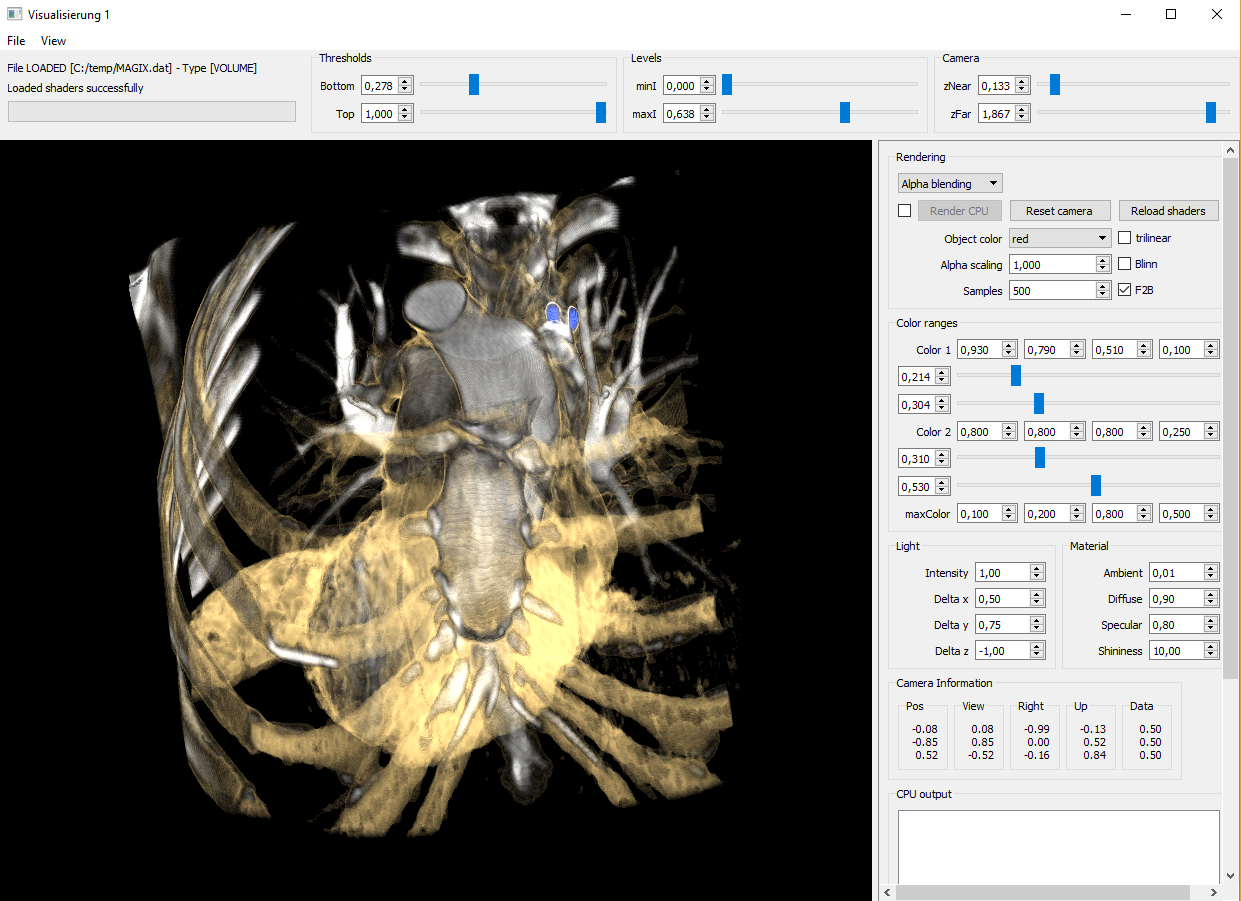 Visualisierung 1
File View
File LOADED [C:/temp/MAGIX.dat] - Type [VOLUME]
Loaded shaders successfully
Thresholds
Bottom 0,278
Top 1,000
Levels
minI 0,000
maxI 0,638
Camera
zNear 0,133
zFar 1,867
Rendering
Alpha blending
Render CPU Reset camera Reload shaders
Object color red trilinear
Alpha scaling 1,000 Blinn
Samples 500 F2B
Color ranges
Color 1 0,930 0,790 0,510 0,100
0,214
0,304
Color 2 0,800 0,800 0,800 0,250
0,310
0,530
maxColor 0,100 0,200 0,800 0,500
Light
Intensity 1,00
Delta x 0,50
Delta y 0,75
Delta z -1,00
Material
Ambient 0,01
Diffuse 0,90
Specular 0,80
Shininess 10,00
Camera Information
Pos View Right Up Data
-0.08 0.08 -0.99 -0.13 0.50
-0.85 0.85 0.00 0.52 0.50
0.52 -0.52 -0.16 0.84 0.50
CPU output